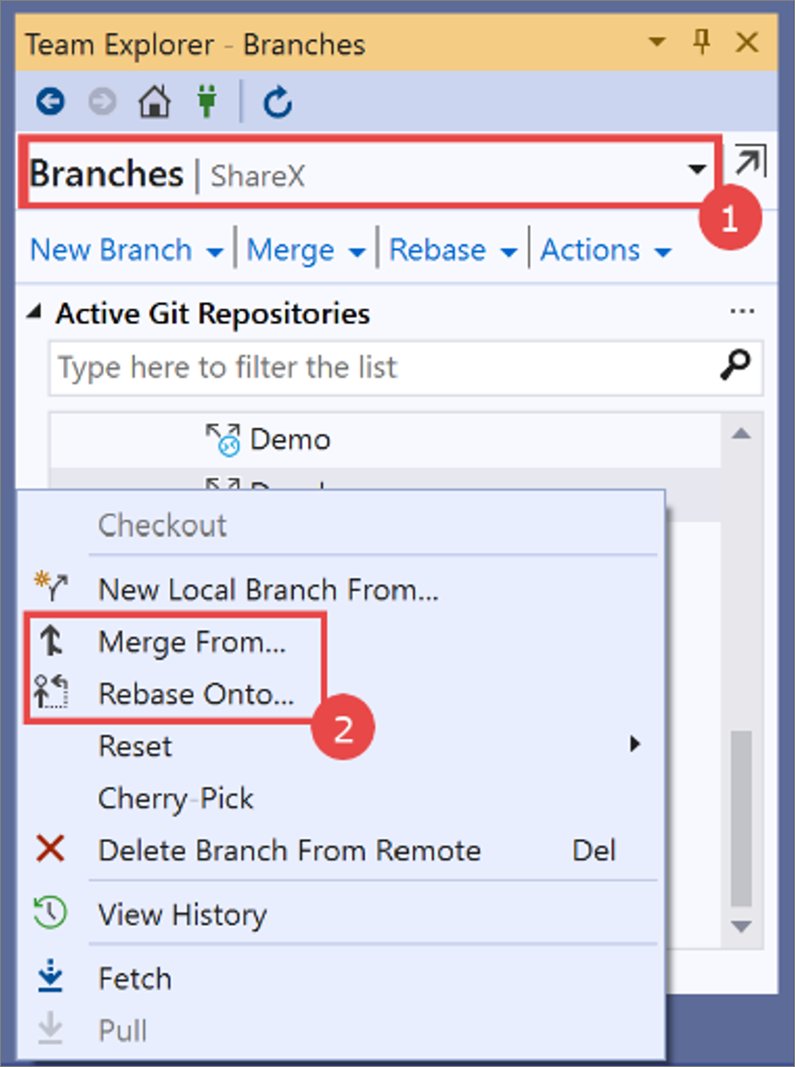 Team Explorer - Branches
Branches | ShareX
1
New Branch | Merge | Rebase | Actions
Active Git Repositories ...
Type here to filter the list
Demo
Checkout
New Local Branch From...
Merge From...
Rebase Onto...
2
Reset
Cherry-Pick
Delete Branch From Remote Del
View History
Fetch
Pull